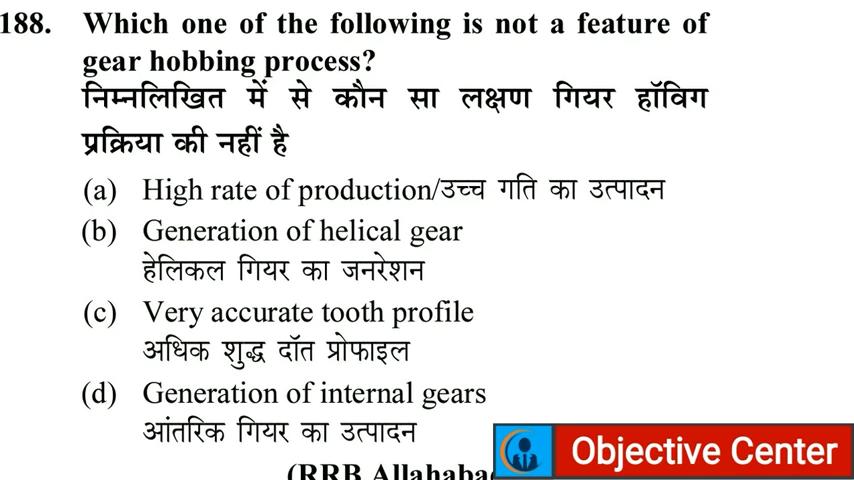 188. Which one of the following is not a feature of
gear hobbing process?
निम्नलिखित में से कौन सा लक्षण गियर हॉविग
प्रक्रिया की नहीं है
(a) High rate of production/उच्च गति का उत्पादन
(b) Generation of helical gear
हेलिकल गियर का जनरेशन
(c) Very accurate tooth profile
अधिक शुद्ध दाँत प्रोफाइल
(d) Generation of internal gears
आंतरिक गियर का उत्पादन
Objective Center
(RRB